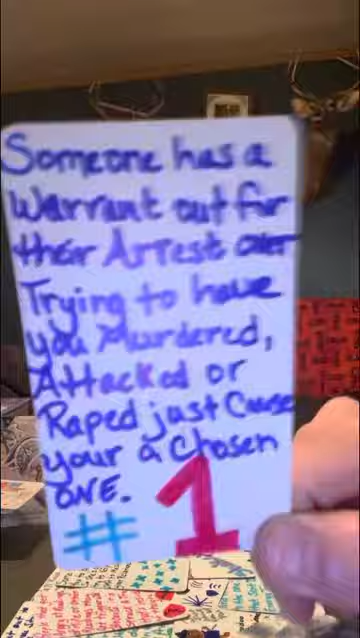 Someone has a
Warrant out for
their Arrest over
Trying to have
you Murdered,
Attacked or
Raped just Cause
your a Chosen
ONE.
# 1